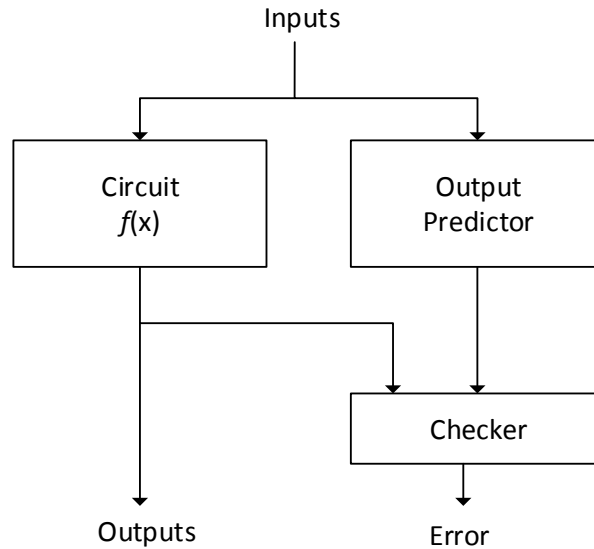 Inputs
Circuit
f(x)
Output
Predictor
Checker
Outputs
Error